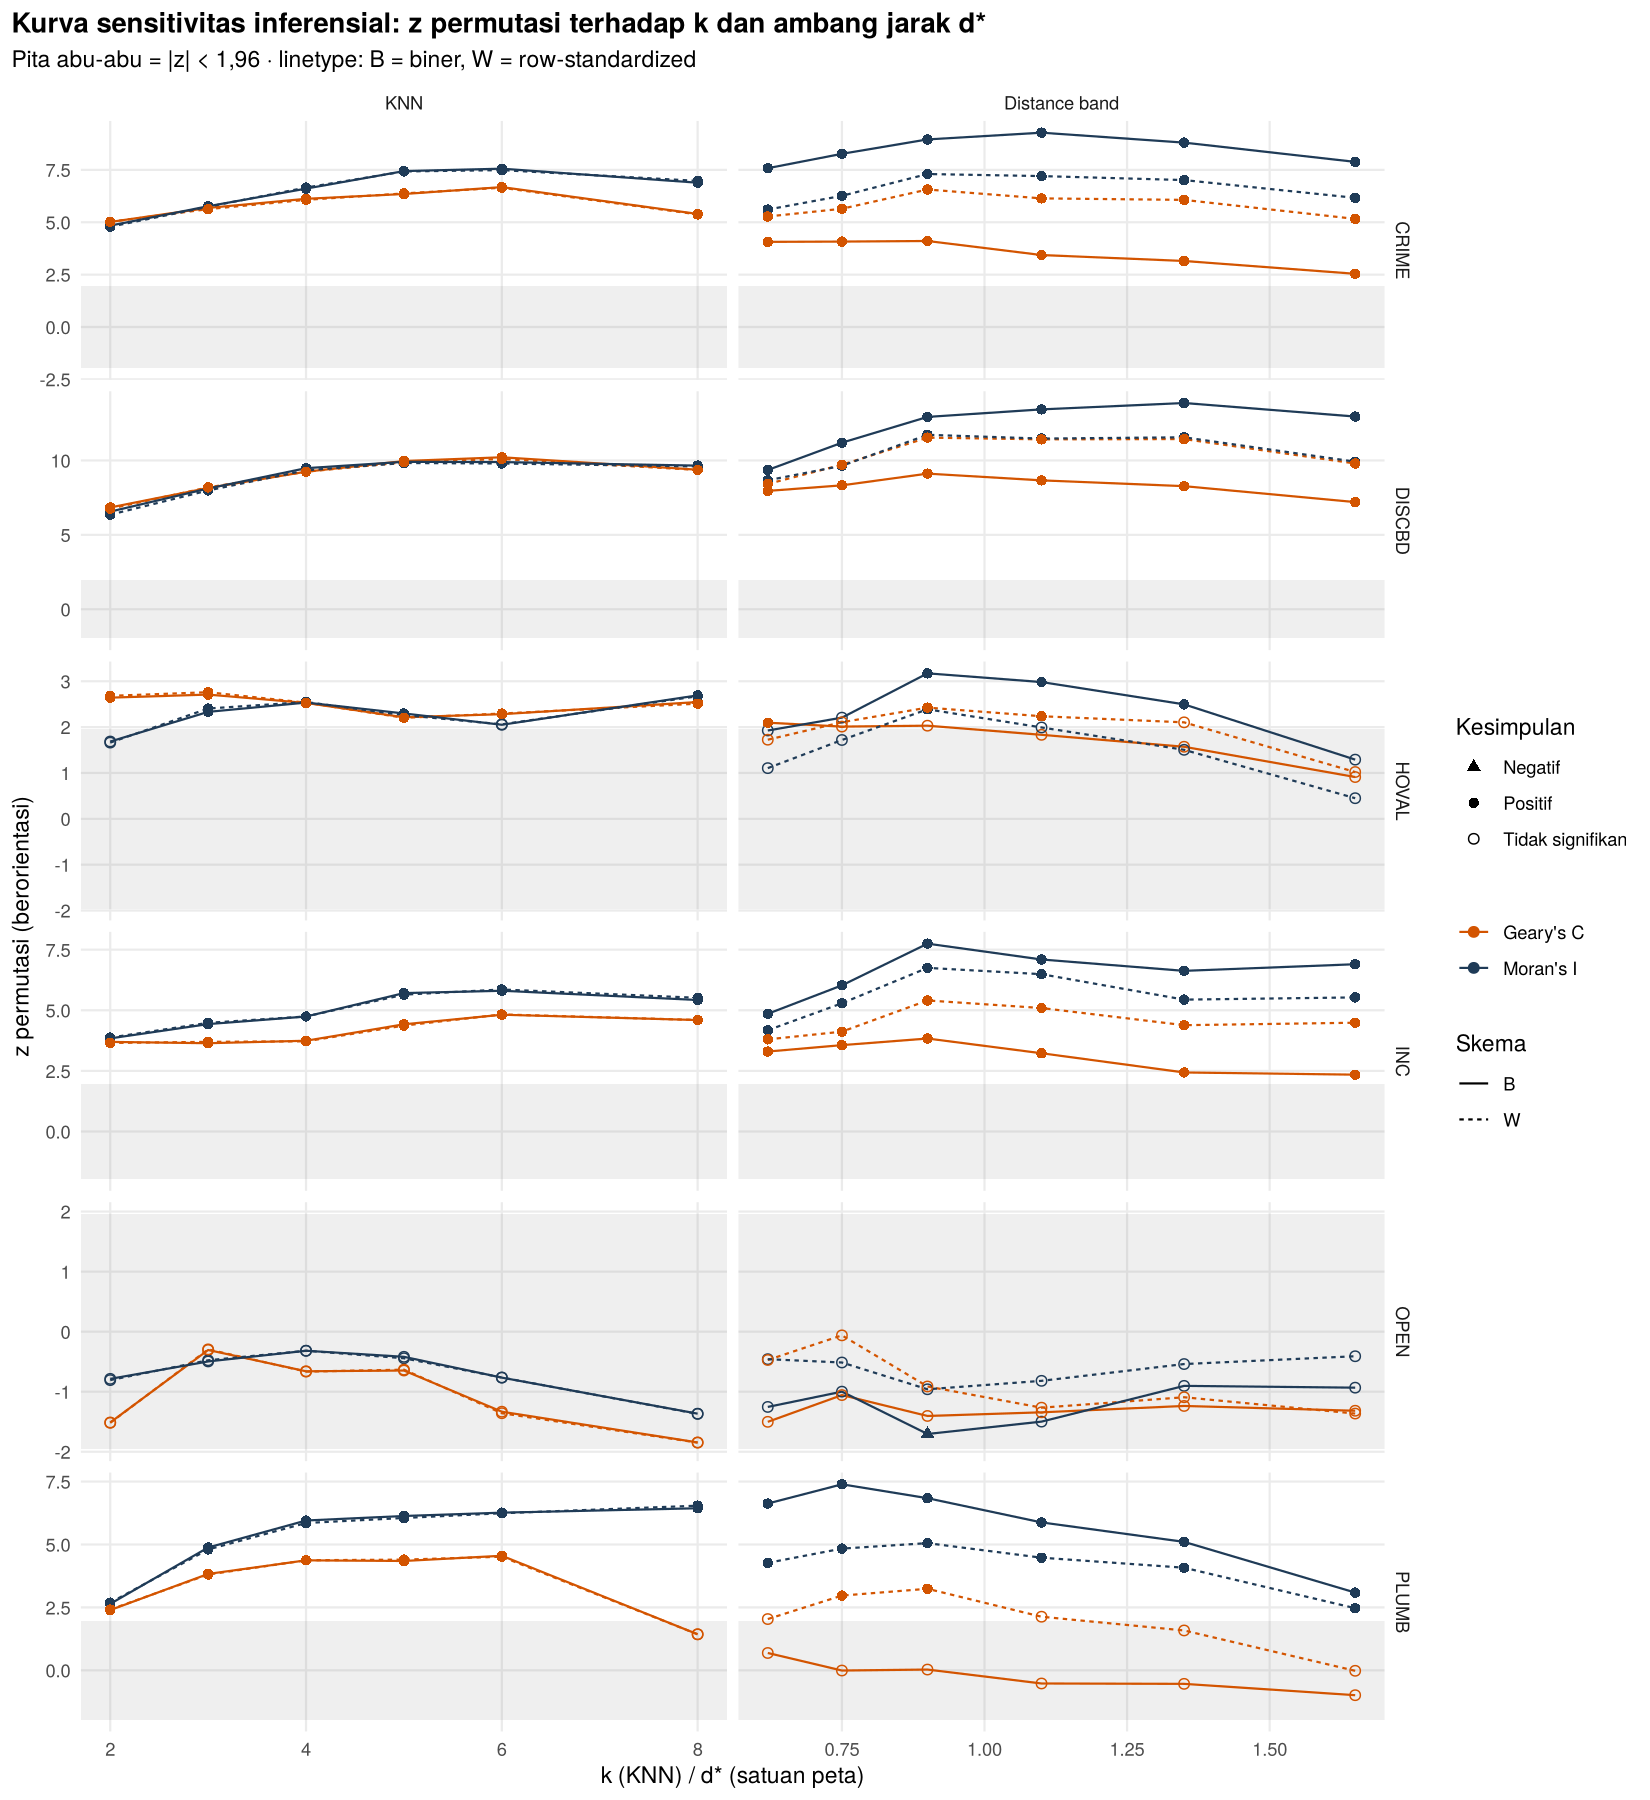 Kurva sensitivitas inferensial: z permutasi terhadap k dan ambang jarak d*
Pita abu-abu = |z| < 1,96 · linetype: B = biner, W = row-standardized
KNN
Distance band
7.5
5.0
2.5
0.0
-2.5
CRIME
10
5
0
DISCBD
3
2
1
0
-1
-2
HOVAL
7.5
5.0
2.5
0.0
INC
2
1
0
-1
-2
OPEN
7.5
5.0
2.5
0.0
PLUMB
z permutasi (berorientasi)
2
4
6
8
0.75
1.00
1.25
1.50
k (KNN) / d* (satuan peta)
Kesimpulan
Negatif
Positif
Tidak signifikan
Geary's C
Moran's I
Skema
B
W